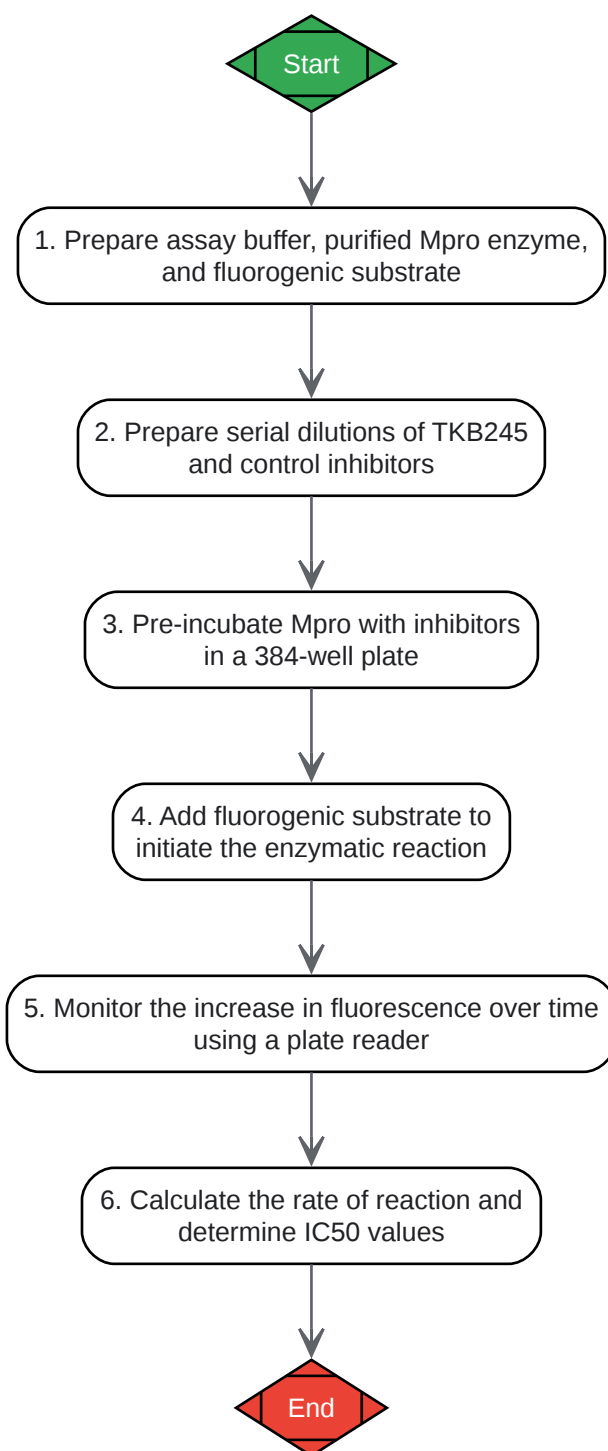 Start
1. Prepare assay buffer, purified Mpro enzyme,
and fluorogenic substrate
2. Prepare serial dilutions of TKB245
and control inhibitors
3. Pre-incubate Mpro with inhibitors
in a 384-well plate
4. Add fluorogenic substrate to
initiate the enzymatic reaction
5. Monitor the increase in fluorescence over time
using a plate reader
6. Calculate the rate of reaction and
determine IC50 values
End